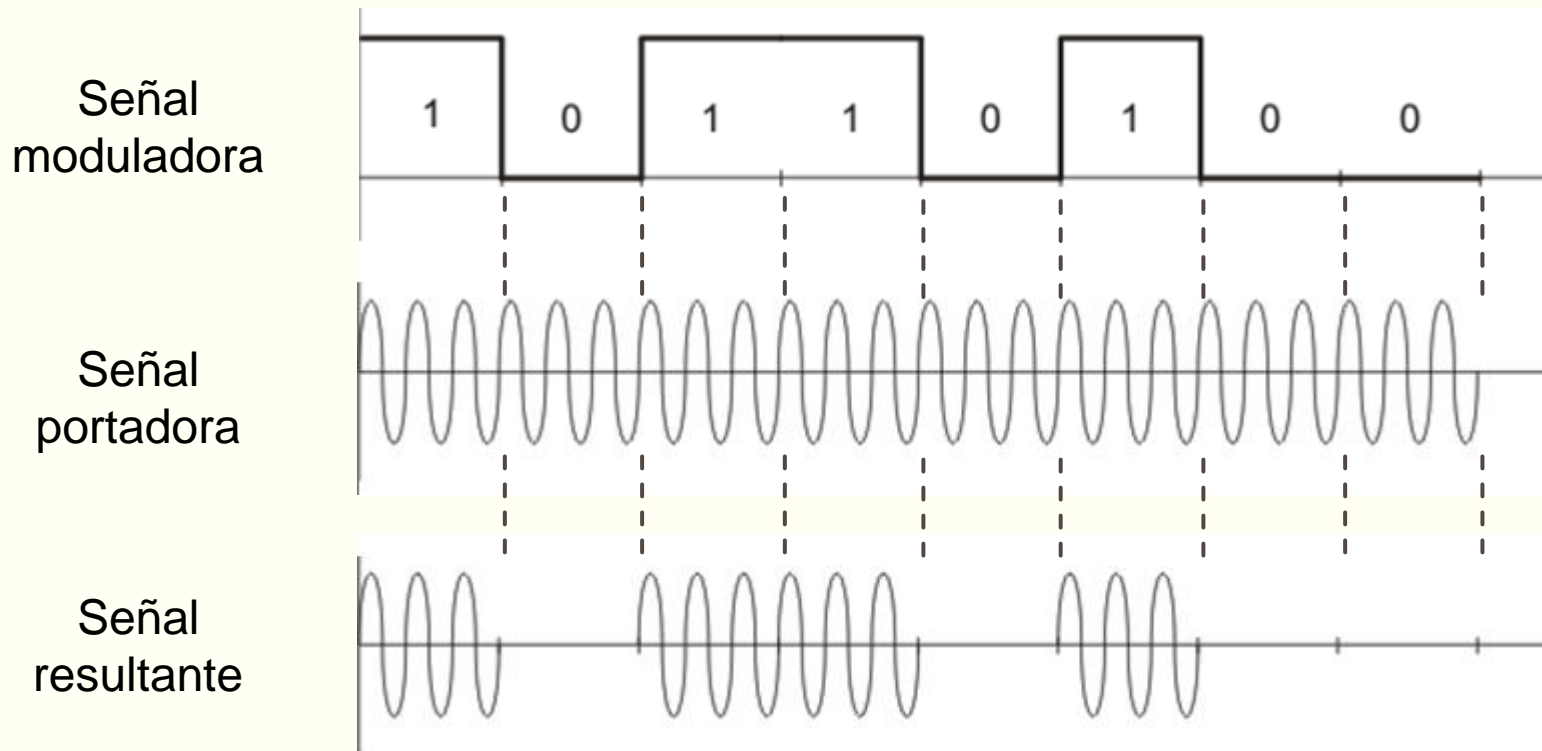 Señal
moduladora
1 0 1 1 0 1 0 0
Señal
portadora
Señal
resultante